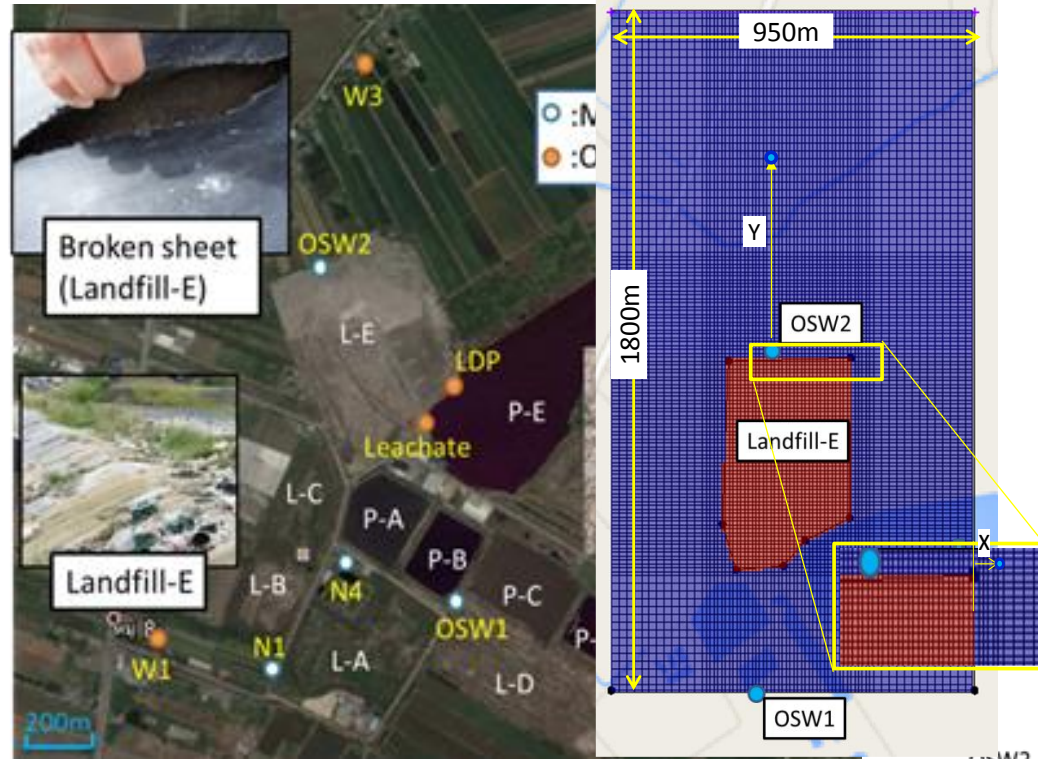 W3
:M
:O
Broken sheet
(Landfill-E)
OSW2
L-E
LDP
P-E
Leachate
L-C
P-A
P-B
P-C
L-B
N4
OSW1
Landfill-E
W1
N1
L-A
L-D
P-
200m
950m
1800m
Y
OSW2
Landfill-E
X
OSW1